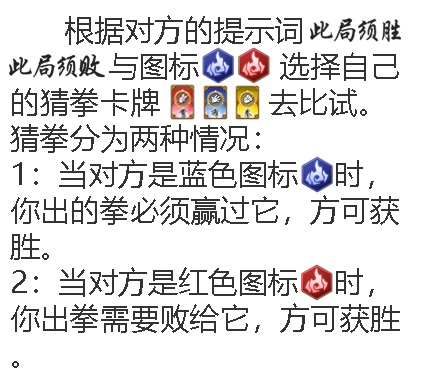 根据对方的提示词此局须胜
此局须败与图标选择自己
的猜拳卡牌去比试。
猜拳分为两种情况：
1：当对方是蓝色图标时，
你出的拳必须赢过它，方可获
胜。
2：当对方是红色图标时，
你出拳需要败给它，方可获胜
。